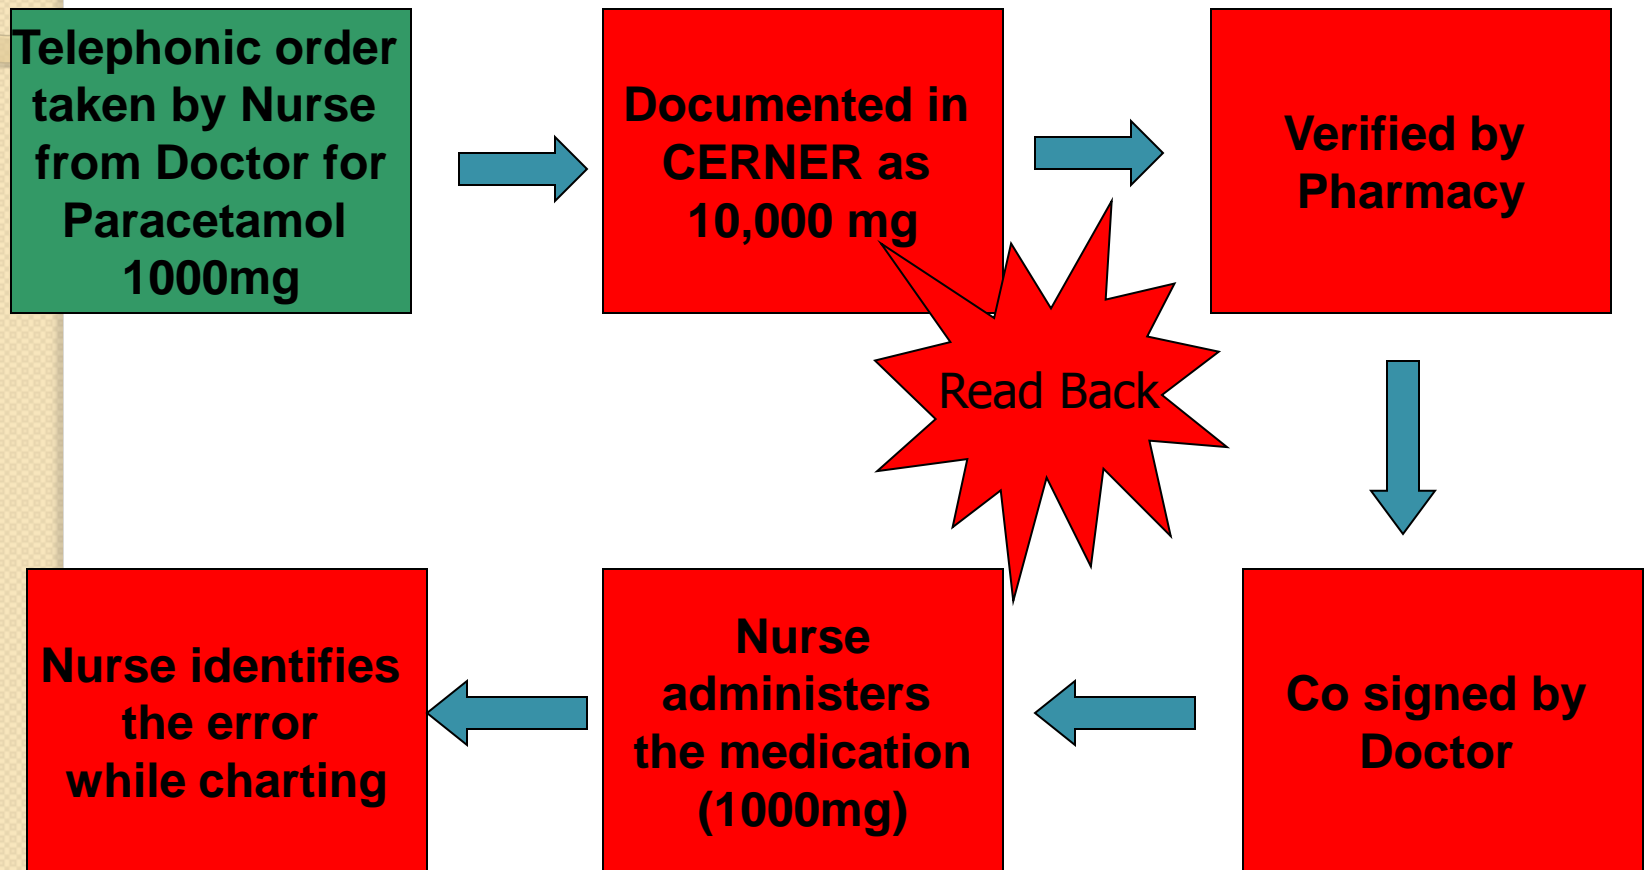 Telephonic order
taken by Nurse
from Doctor for
Paracetamol
1000mg
Documented in
CERNER as
10,000 mg
Verified by
Pharmacy
Read Back
Co signed by
Doctor
Nurse
administers
the medication
(1000mg)
Nurse identifies
the error
while charting